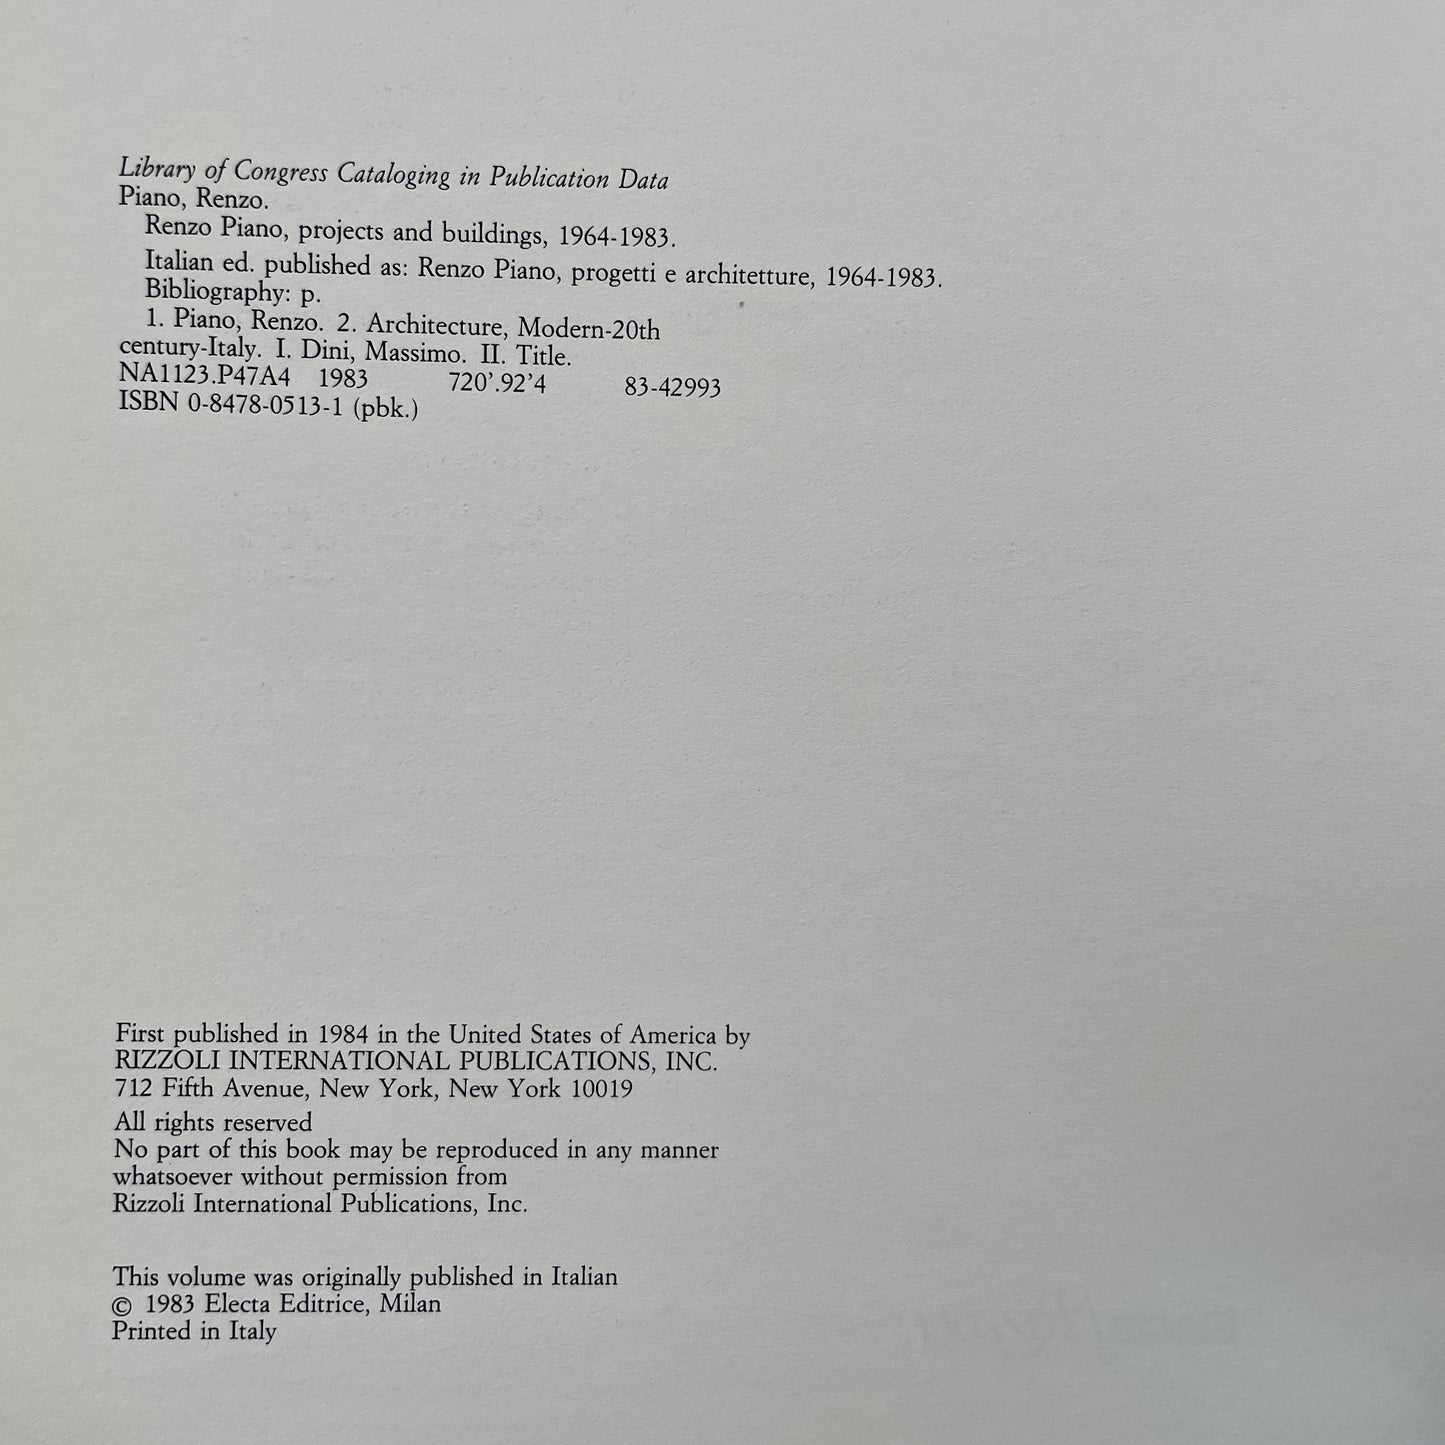 Library of Congress Cataloging in Publication Data
Piano, Renzo.
Renzo Piano, projects and buildings, 1964-1983.
Italian ed. published as: Renzo Piano, progetti e architetture, 1964-1983.
Bibliography: p.
1. Piano, Renzo. 2. Architecture, Modern-20th
century-Italy. I. Dini, Massimo. II. Title.
NA1123.P47A4 1983 720’.92’4 83-42993
ISBN 0-8478-0513-1 (pbk.)
First published in 1984 in the United States of America by
RIZZOLI INTERNATIONAL PUBLICATIONS, INC.
712 Fifth Avenue, New York, New York 10019
All rights reserved
No part of this book may be reproduced in any manner
whatsoever without permission from
Rizzoli International Publications, Inc.
This volume was originally published in Italian
© 1983 Electa Editrice, Milan
Printed in Italy